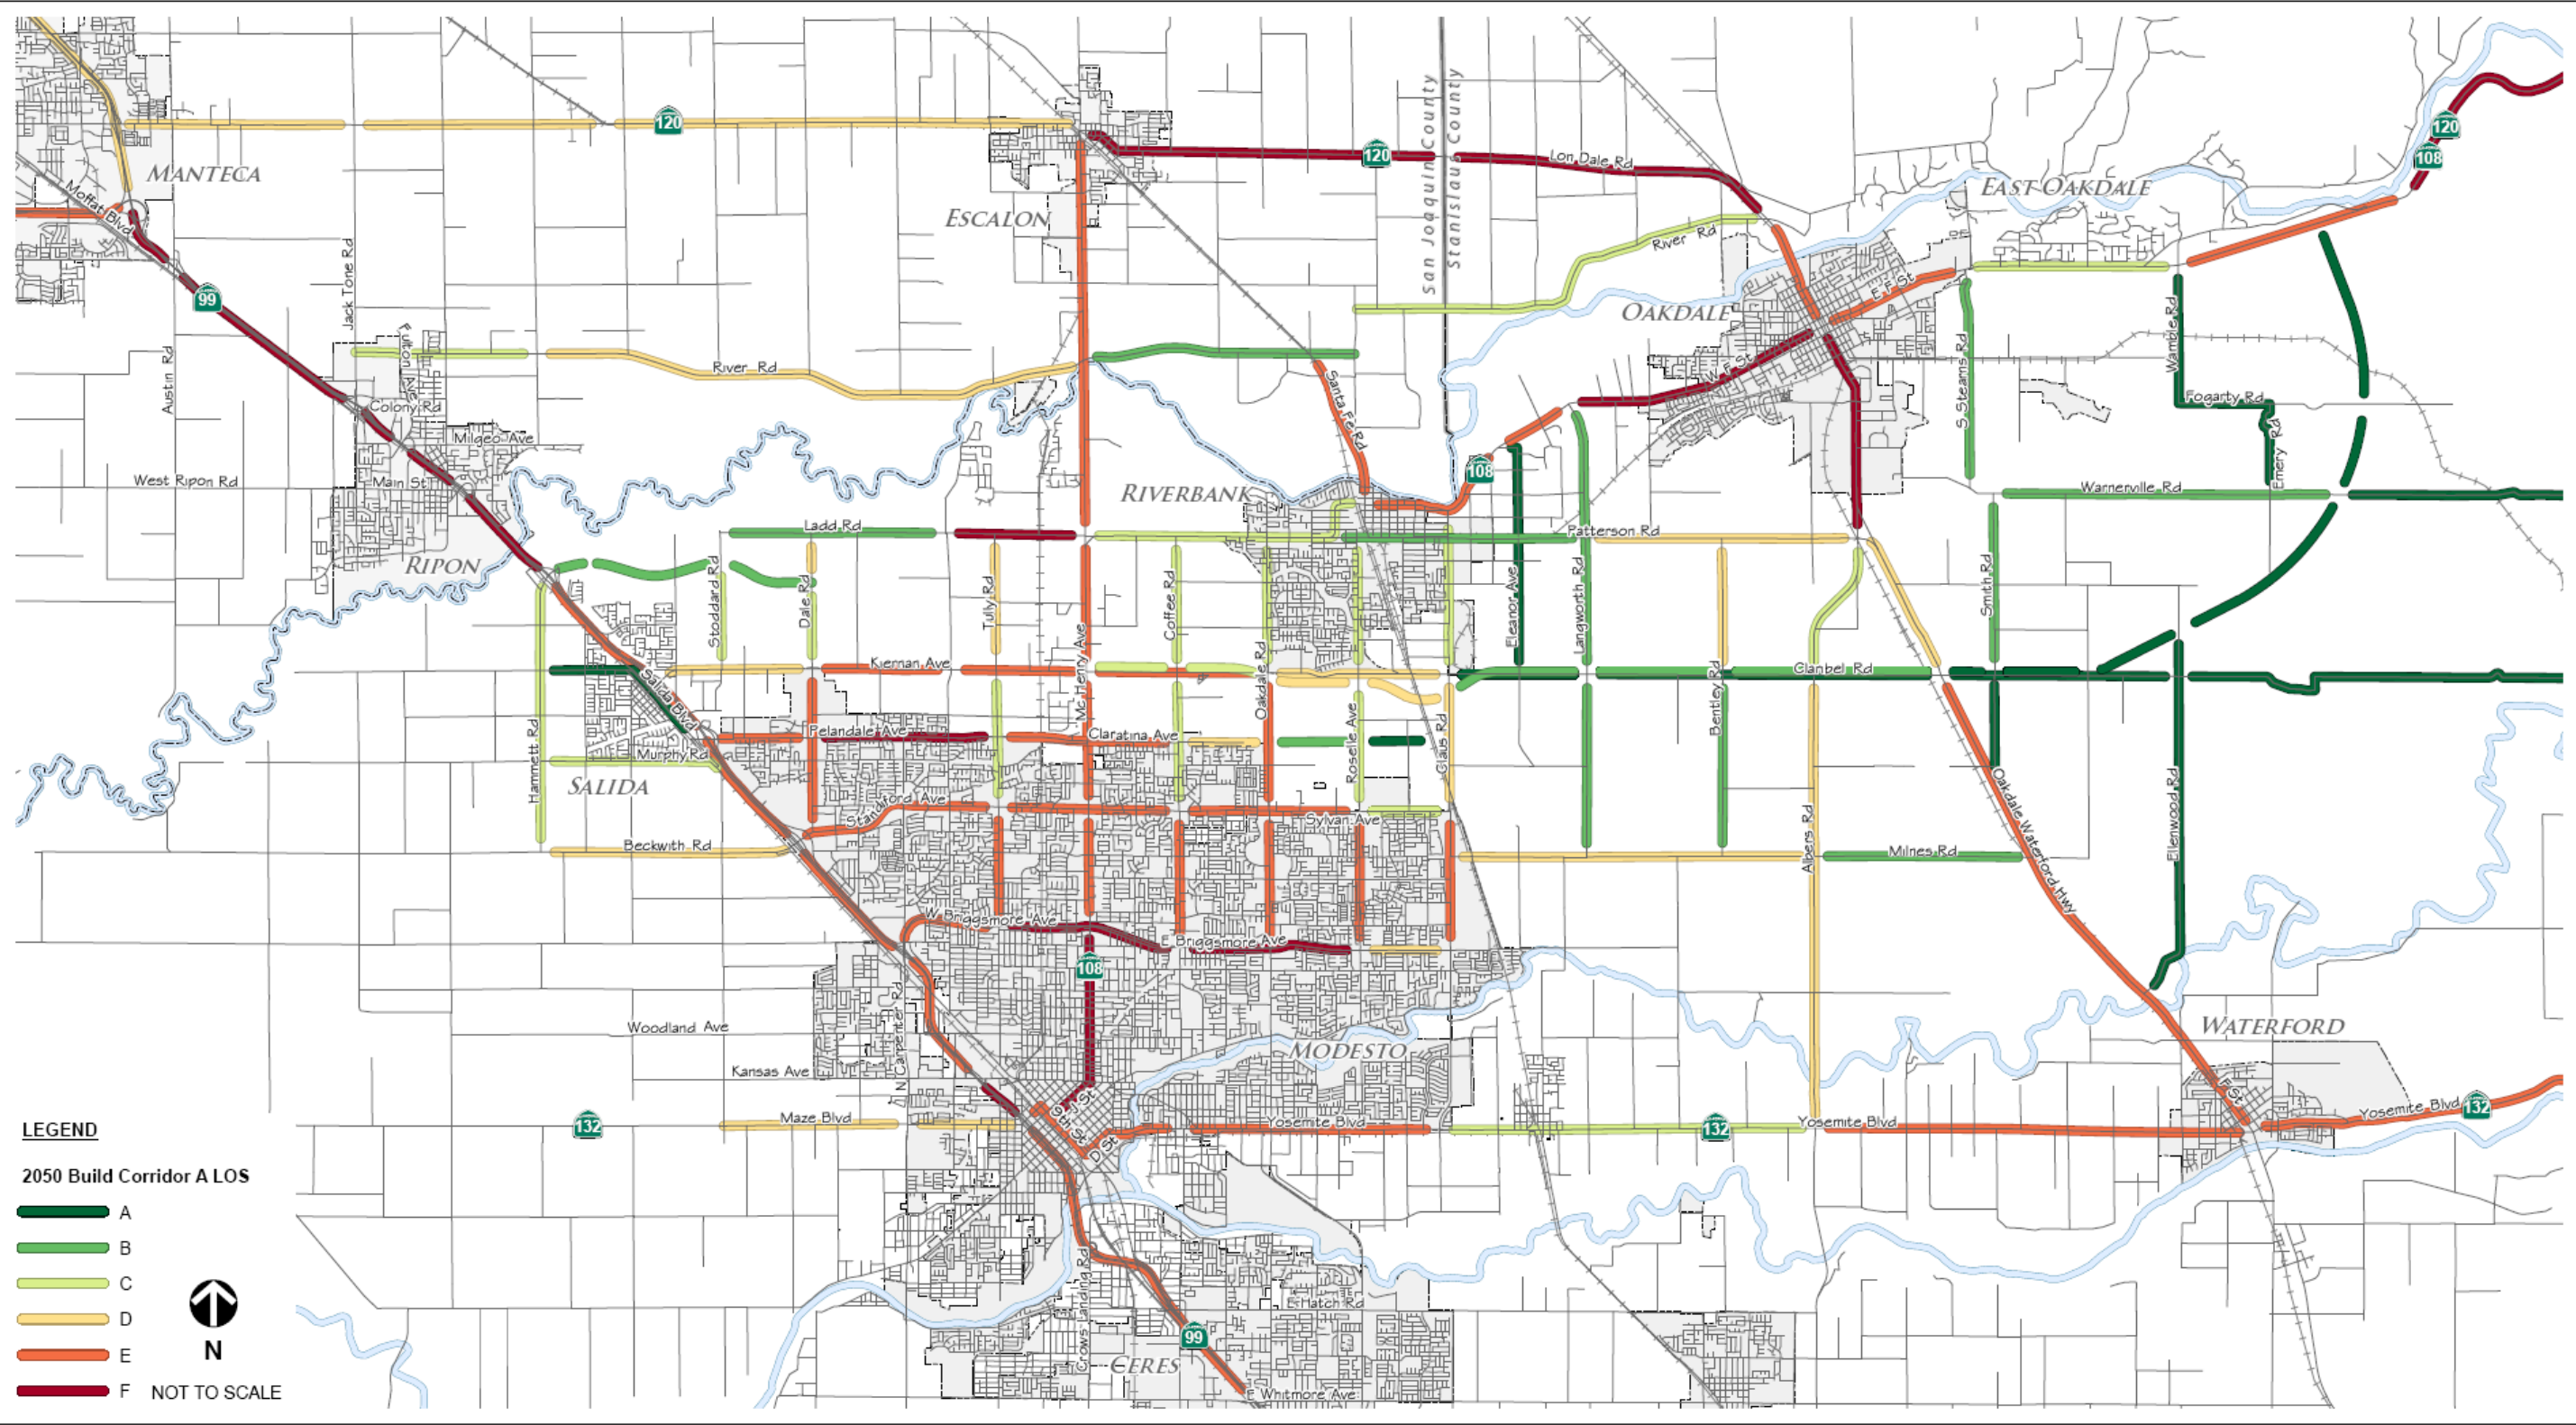 120
MANTECA
Moffat Blvd
ESCALON
120
San Joaquin County
Stanislaus County
Lon Dale Rd
120
108
EAST OAKDALE
99
Jack Tone Rd
River Rd
OAKDALE
E F St
Austin Rd
Fulton Ave
River Rd
Santa Fe Rd
W F St
S Stearns Rd
Wamble Rd
Fogarty Rd
Emery Rd
Colony Rd
Milgeo Ave
West Ripon Rd
Main St
RIPON
RIVERBANK
108
Warnerville Rd
Ladd Rd
Patterson Rd
Stoddard Rd
Dale Rd
Tully Rd
Coffee Rd
Eleanor Ave
Langworth Rd
Smith Rd
Kiernan Ave
Mc Henry Ave
Oakdale Rd
Claribel Rd
Bentley Rd
Salida Blvd
Pelandale Ave
Claratina Ave
Roselle Ave
Claus Rd
Hammett Rd
Murphy Rd
SALIDA
Standiford Ave
Sylvan Ave
Beckwith Rd
Albers Rd
Milnes Rd
Oakdale Waterford Hwy
Ellenwood Rd
W Briggsmore Ave
E Briggsmore Ave
108
N Carpenter Rd
Woodland Ave
Kansas Ave
MODESTO
WATERFORD
F St
132
Maze Blvd
J St
9th St
D St
Yosemite Blvd
132
Yosemite Blvd
Yosemite Blvd
132
Crows Landing Rd
E Hatch Rd
99
CERES
E Whitmore Ave
LEGEND
2050 Build Corridor A LOS
A
B
C
D
E
F
N
NOT TO SCALE